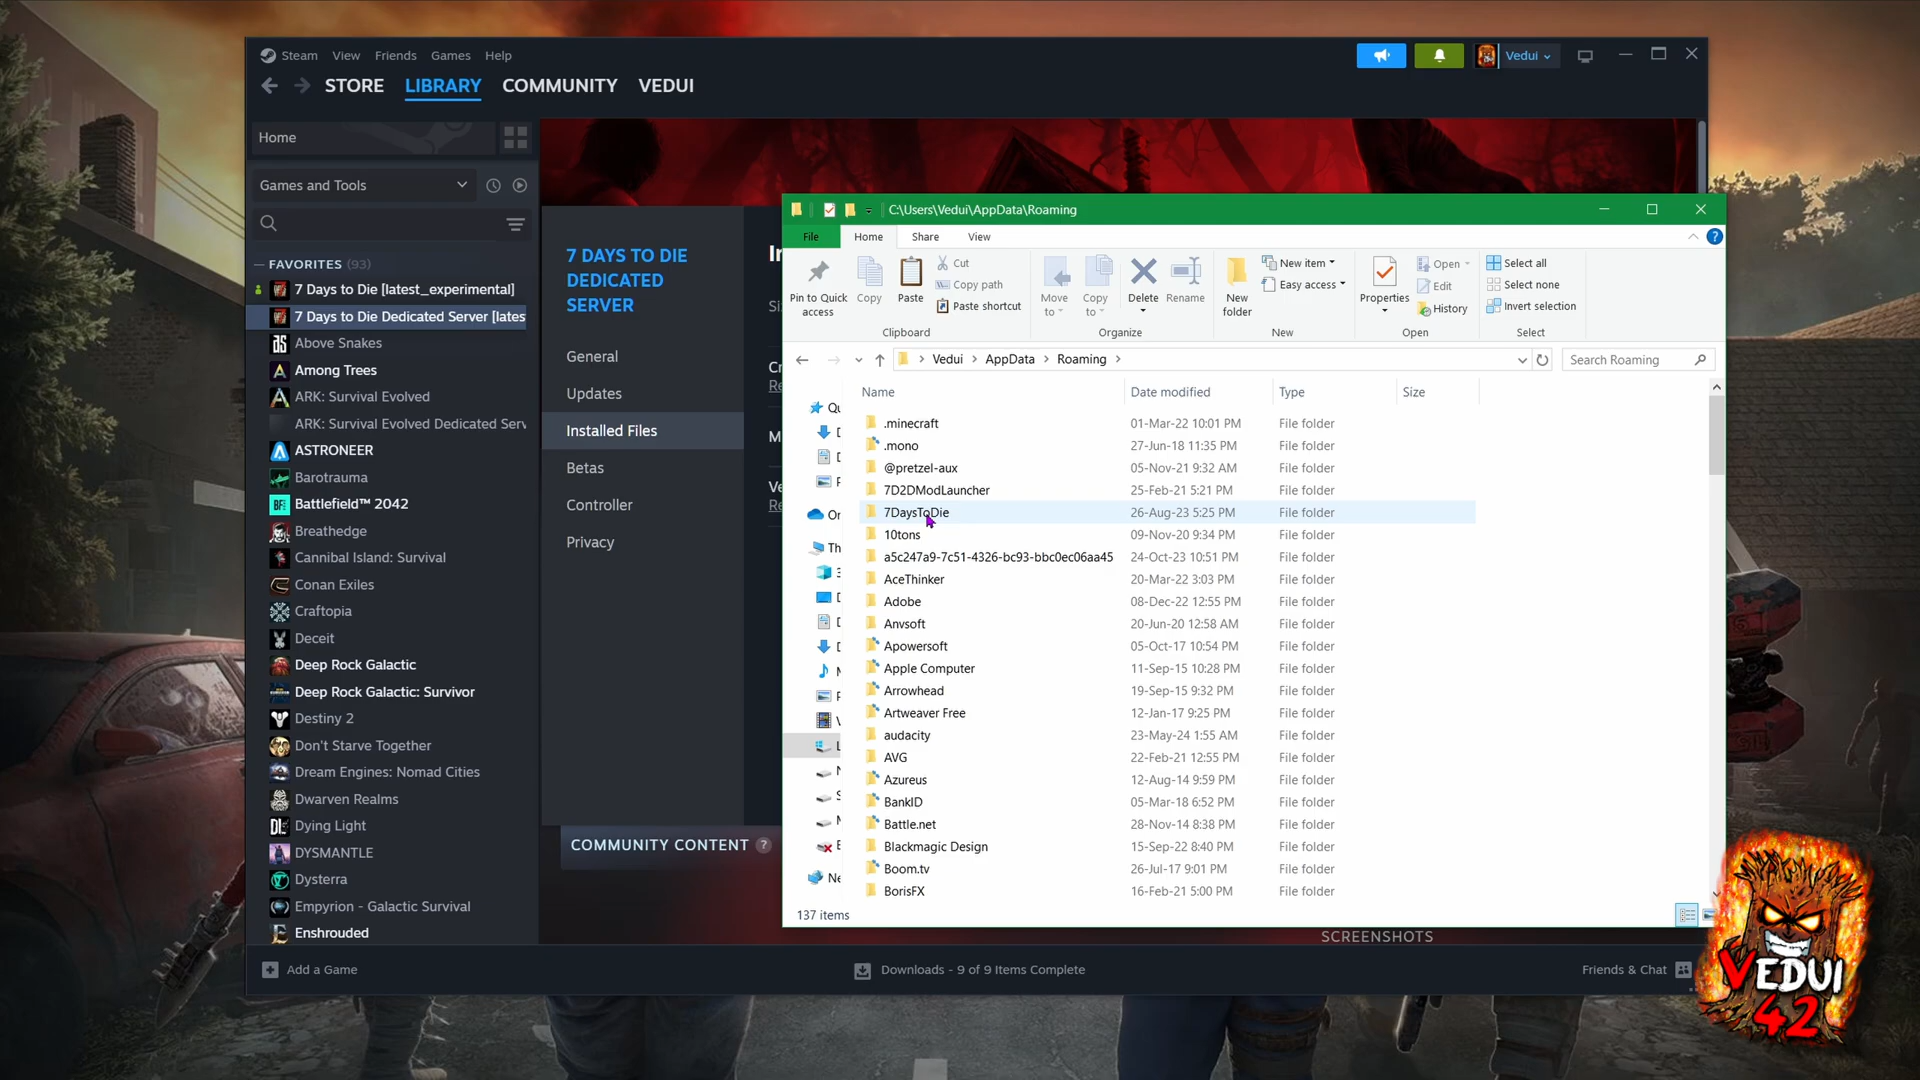 Steam View Friends Games Help
Vedui
STORE LIBRARY COMMUNITY VEDUI
Home
Games and Tools
FAVORITES (93)
7 Days to Die [latest_experimental]
7 Days to Die Dedicated Server [lates
Above Snakes
Among Trees
ARK: Survival Evolved
ARK: Survival Evolved Dedicated Serv
ASTRONEER
Barotrauma
Battlefield™ 2042
Breathedge
Cannibal Island: Survival
Conan Exiles
Craftopia
Deceit
Deep Rock Galactic
Deep Rock Galactic: Survivor
Destiny 2
Don't Starve Together
Dream Engines: Nomad Cities
Dwarven Realms
Dying Light
DYSMANTLE
Dysterra
Empyrion - Galactic Survival
Enshrouded
7 DAYS TO DIE
DEDICATED
SERVER
General
Updates
Installed Files
Betas
Controller
Privacy
COMMUNITY CONTENT ?
C:\Users\Vedui\AppData\Roaming
File Home Share View
Pin to Quick access
Copy
Paste
Cut
Copy path
Paste shortcut
Clipboard
Move to
Copy to
Delete
Rename
Organize
New folder
New item
Easy access
New
Properties
Open
Edit
History
Open
Select all
Select none
Invert selection
Select
Vedui > AppData > Roaming >
Search Roaming
Name Date modified Type Size
.minecraft 01-Mar-22 10:01 PM File folder
.mono 27-Jun-18 11:35 PM File folder
@pretzel-aux 05-Nov-21 9:32 AM File folder
7D2DModLauncher 25-Feb-21 5:21 PM File folder
7DaysToDie 26-Aug-23 5:25 PM File folder
10tons 09-Nov-20 9:34 PM File folder
a5c247a9-7c51-4326-bc93-bbc0ec06aa45 24-Oct-23 10:51 PM File folder
AceThinker 20-Mar-22 3:03 PM File folder
Adobe 08-Dec-22 12:55 PM File folder
Anvsoft 20-Jun-20 12:58 AM File folder
Apowersoft 05-Oct-17 10:54 PM File folder
Apple Computer 11-Sep-15 10:28 PM File folder
Arrowhead 19-Sep-15 9:32 PM File folder
Artweaver Free 12-Jan-17 9:25 PM File folder
audacity 23-May-24 1:55 AM File folder
AVG 22-Feb-21 12:55 PM File folder
Azureus 12-Aug-14 9:59 PM File folder
BankID 05-Mar-18 6:52 PM File folder
Battle.net 28-Nov-14 8:38 PM File folder
Blackmagic Design 15-Sep-22 8:40 PM File folder
Boom.tv 26-Jul-17 9:01 PM File folder
BorisFX 16-Feb-21 5:00 PM File folder
137 items
SCREENSHOTS
Add a Game
Downloads - 9 of 9 Items Complete
Friends & Chat
VEDUI
42